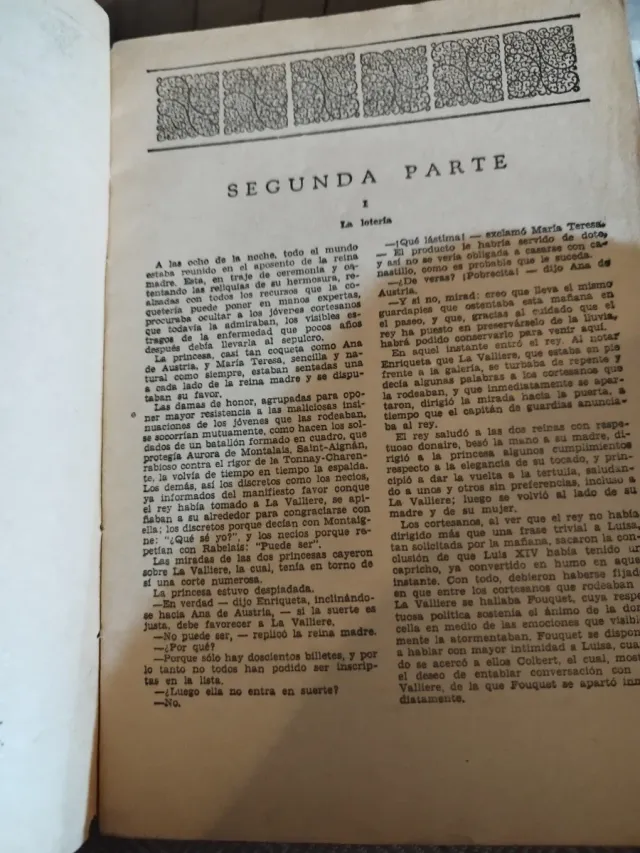 SEGUNDA PARTE
I
La lotería
A las ocho de la noche, todo el mundo
estaba reunido en el aposento de la reina
madre. Esta, en traje de ceremonia y os-
tentando las reliquias de su hermosura, re-
alzadas con todos los recursos que la co-
quetería puede poner en manos expertas,
procuraba ocultar a los jóvenes cortesanos
que todavía la admiraban, los visibles es-
tragos de la enfermedad que pocos años
después debía llevarla al sepulcro.
La princesa, casi tan coqueta como Ana
de Austria, y María Teresa, sencilla y na-
tural como siempre, estaban sentadas una
a cada lado de la reina madre y se dispu-
taban su favor.
Las damas de honor, agrupadas para opo-
ner mayor resistencia a las maliciosas insi-
nuaciones de los jóvenes que las rodeaban,
se socorrían mutuamente, como hacen los sol-
dados de un batallón formado en cuadro, que
protegía Aurora de Montalais, Saint-Aignán,
rabioso contra el rigor de la Tonnay-Charen-
te, la volvía de tiempo en tiempo la espalda.
Los demás, así los discretos como los necios,
ya informados del manifiesto favor conque
el rey había tomado a La Valliere, se api-
ñaban a su alrededor para congraciarse con
ella; los discretos porque decían con Montaig-
ne: "¿Qué sé yo?", y los necios porque re-
petían con Rabelais: "Puede ser".
Las miradas de las dos princesas cayeron
sobre La Valliere, la cual, tenía en torno de
sí una corte numerosa.
La princesa estuvo despiadada.
—En verdad — dijo Enriqueta, inclinándo-
se hacia Ana de Austria, — si la suerte es
justa, debe favorecer a La Valliere.
—No puede ser, — replicó la reina madre.
—¿Por qué?
—Porque sólo hay doscientos billetes, y por
lo tanto no todos han podido ser inscrip-
tas en la lista.
—¿Luego ella no entra en suerte?
—No.
—¡Qué lástima! — exclamó María Teresa.
— El producto le habría servido de dote,
y así no se vería obligada a casarse con ca-
nastillo, como es probable que le suceda.
—¿De veras? ¡Pobrecita! — dijo Ana de
Austria.
—Y si no, mirad: creo que lleva el mismo
guardapiés que ostentaba esta mañana en
el paseo, y que, gracias al cuidado que el
rey ha puesto en preservárselo de la lluvia,
habrá podido conservarlo para venir aquí.
En aquel instante entró el rey. Al notar
Enriqueta que La Valliere, que estaba en pie
frente a la galería, se turbaba de repente y
decía algunas palabras a los cortesanos que
la rodeaban, y que inmediatamente se apar-
taron, dirigió la mirada hacia la puerta, a
tiempo que el capitán de guardias anuncia-
ba al rey.
El rey saludó a las dos reinas con respe-
tuoso donaire, besó la mano a su madre, di-
rigió a la princesa algunos cumplimientos
respecto a la elegancia de su tocado, y prin-
cipió a dar la vuelta a la tertulia, saludan-
do a unos y otros sin preferencias, incluso a
La Valliere; luego se volvió al lado de su
madre y de su mujer.
Los cortesanos, al ver que el rey no había
dirigido más que una frase trivial a Luisa,
tan solicitada por la mañana, sacaron la con-
clusión de que Luis XIV había tenido un
capricho, ya convertido en humo en aquel
instante. Con todo, debieron haberse fijad
en que entre los cortesanos que rodeaban
La Valliere se hallaba Fouquet, cuya respe
tuosa política sostenía el ánimo de la don
cella en medio de las emociones que visible
mente la atormentaban. Fouquet se dispon
a hablar con mayor intimidad a Luisa, cuan
do se acercó a ellos Colbert, el cual, most
el deseo de entablar conversación con
Valliere, de la que Fouquet se apartó inm
diatamente.